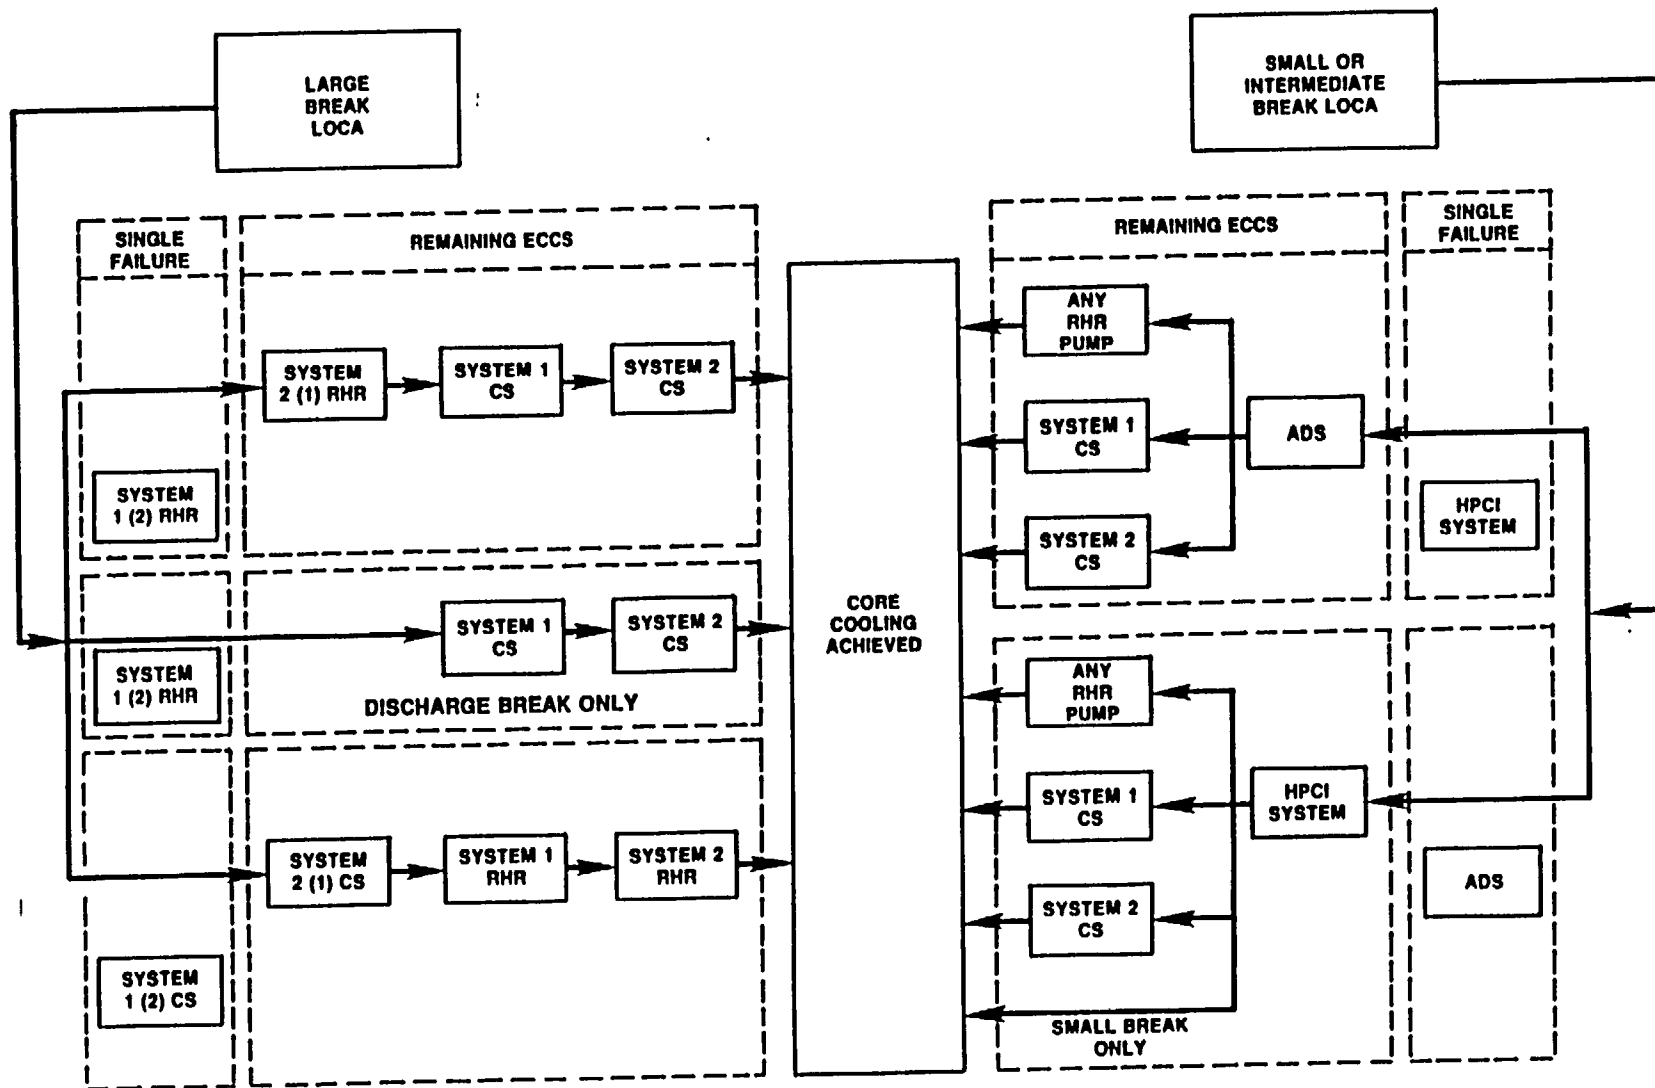 LARGE
BREAK
LOCA
SMALL OR
INTERMEDIATE
BREAK LOCA
SINGLE
FAILURE
REMAINING ECCS
SYSTEM
2 (1) RHR
SYSTEM 1
CS
SYSTEM 2
CS
SYSTEM
1 (2) RHR
SYSTEM 1
CS
SYSTEM 2
CS
SYSTEM
1 (2) RHR
DISCHARGE BREAK ONLY
SYSTEM
2 (1) CS
SYSTEM 1
RHR
SYSTEM 2
RHR
SYSTEM
1 (2) CS
CORE
COOLING
ACHIEVED
REMAINING ECCS
SINGLE
FAILURE
ANY
RHR
PUMP
SYSTEM 1
CS
ADS
SYSTEM 2
CS
HPCI
SYSTEM
ANY
RHR
PUMP
SYSTEM 1
CS
HPCI
SYSTEM
SYSTEM 2
CS
ADS
SMALL BREAK
ONLY